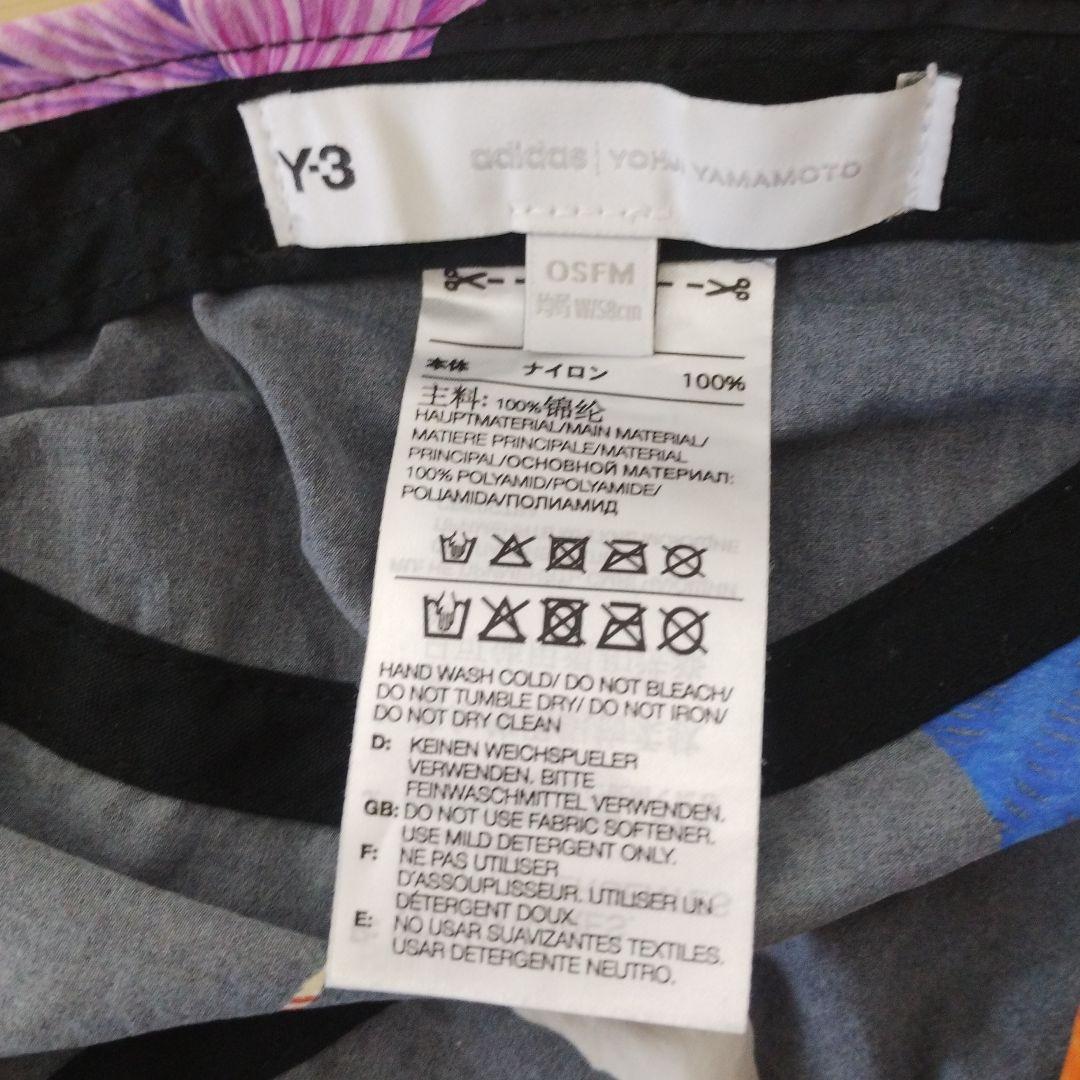 Y-3
adidas | YOHJI YAMAMOTO
OSFM
均号 W/58cm
本体 ナイロン 100%
主料: 100%锦纶
HAUPTMATERIAL/MAIN MATERIAL/
MATIERE PRINCIPALE/MATERIAL
PRINCIPAL/ОСНОВНОЙ МАТЕРИАЛ:
100% POLYAMID/POLYAMIDE/
POLIAMIDA/ПОЛИАМИД
HAND WASH COLD/ DO NOT BLEACH/
DO NOT TUMBLE DRY/ DO NOT IRON/
DO NOT DRY CLEAN
D: KEINEN WEICHSPUELER
VERWENDEN. BITTE
FEINWASCHMITTEL VERWENDEN.
GB: DO NOT USE FABRIC SOFTENER.
USE MILD DETERGENT ONLY.
F: NE PAS UTILISER
D'ASSOUPLISSEUR. UTILISER UN
DÉTERGENT DOUX.
E: NO USAR SUAVIZANTES TEXTILES.
USAR DETERGENTE NEUTRO.